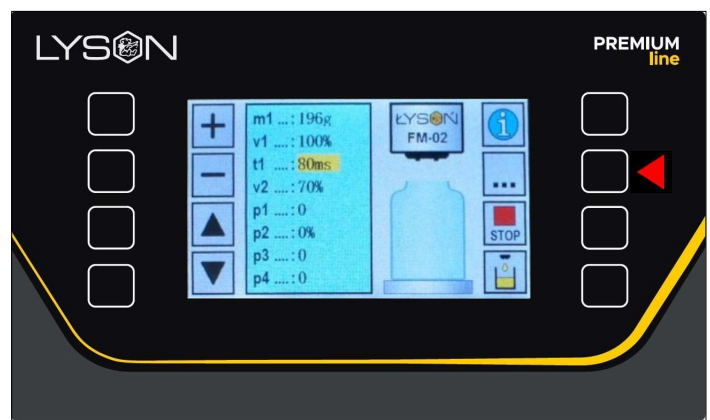 LYSON
PREMIUM
line
+
m1 ...: 196g
v1 ....: 100%
t1 ....: 80ms
v2 ....: 70%
p1 ....: 0
p2 ....: 0%
p3 ....: 0
p4 ....: 0
ŁYSOŃ
FM-02
i
...
STOP